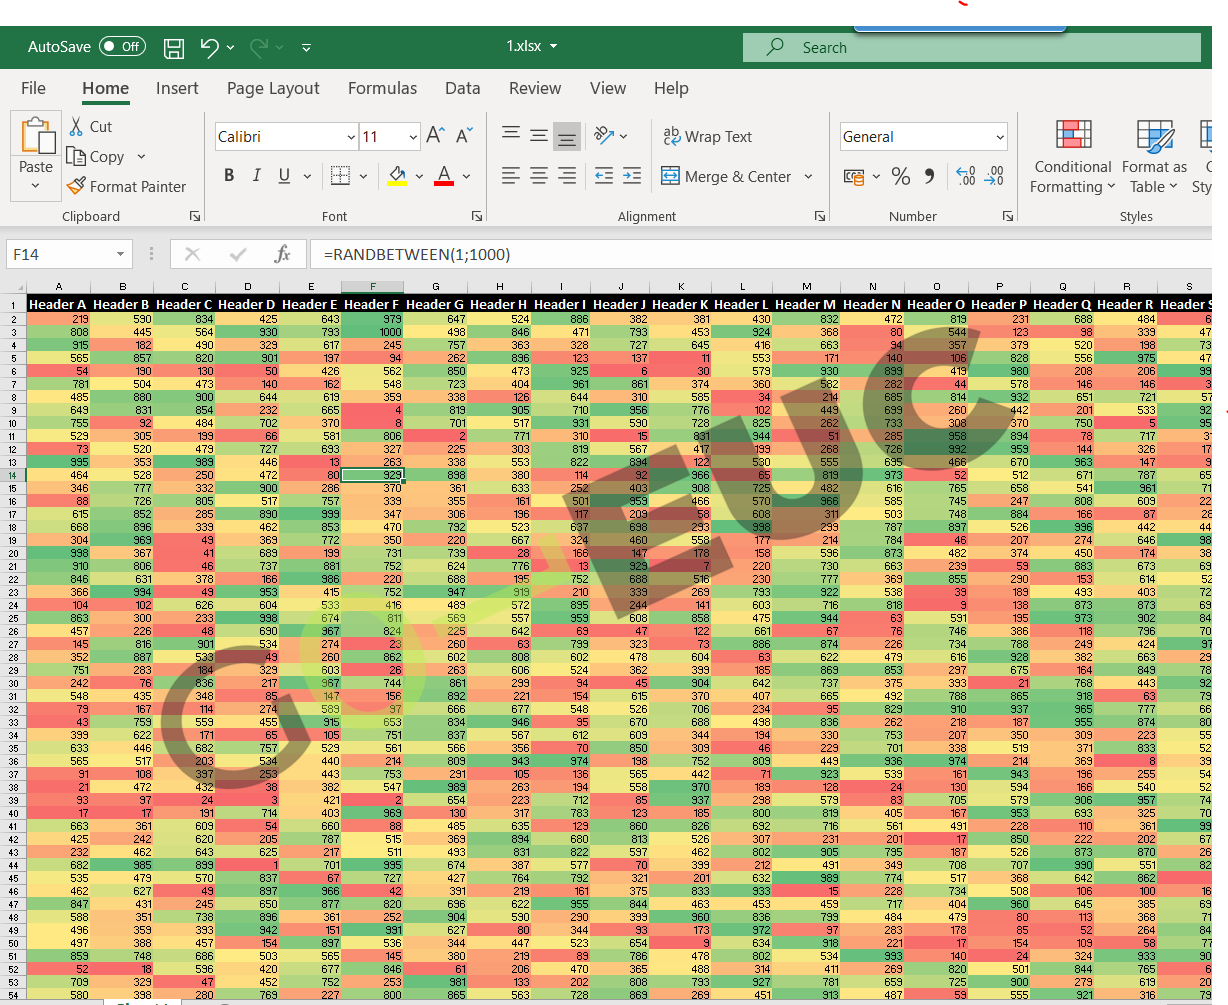 AutoSave Off 1.xlsx Search
File Home Insert Page Layout Formulas Data Review View Help
Cut
Copy
Format Painter
Paste
Calibri 11
B I U
Wrap Text
Merge & Center
General
Conditional Formatting
Format as Table
Clipboard Font Alignment Number Styles
F14 fx =RANDBETWEEN(1;1000)
A B C D E F G H I J K L M N O P Q R S
1 Header A Header B Header C Header D Header E Header F Header G Header H Header I Header J Header K Header L Header M Header N Header O Header P Header Q Header R Header S
2 219 590 834 425 643 979 647 524 886 382 381 430 832 472 819 231 688 484
3 808 445 564 930 793 1000 498 846 471 793 453 924 368 80 544 123 98 339
4 915 182 490 329 617 245 757 363 328 727 645 416 663 94 357 379 520 198
5 565 857 820 901 197 94 262 896 123 137 11 553 171 140 106 828 556 975
6 54 190 130 50 426 562 850 473 925 6 30 579 930 899 419 980 208 206
7 781 504 473 140 162 548 723 404 961 861 374 360 582 282 44 578 146 146
8 485 880 900 644 619 359 338 126 644 310 585 34 214 685 814 932 651 721
9 649 831 854 232 665 4 819 905 710 956 776 102 449 699 260 442 201 533
10 755 92 484 702 370 8 701 517 931 590 728 825 262 733 308 370 750 5
11 529 305 199 66 581 806 2 771 310 15 831 944 51 285 958 894 78 717
12 73 520 479 727 693 327 225 303 819 567 417 199 268 726 992 959 144 326
13 995 353 989 446 13 263 338 553 822 894 122 530 555 695 466 670 963 147
14 464 528 250 472 80 929 898 380 114 92 966 65 819 973 52 512 671 787
15 346 777 332 900 286 370 361 633 252 403 908 725 482 616 765 658 541 961
16 88 726 805 517 757 339 355 161 501 959 466 570 966 585 745 247 808 609
17 615 852 285 890 999 347 306 196 117 209 58 608 311 503 748 884 166 87
18 668 896 339 462 853 470 792 523 637 698 293 998 299 787 897 526 996 442
19 304 969 49 369 772 350 220 667 324 460 558 177 214 784 46 207 274 646
20 998 367 41 689 199 731 739 28 166 147 178 158 596 873 482 374 450 174
21 910 806 46 737 881 752 624 776 13 929 7 220 730 663 239 59 883 673
22 846 631 378 166 986 220 688 195 752 688 516 230 777 369 855 290 153 614
23 366 994 49 953 415 752 947 919 210 339 269 793 922 538 39 189 493 403
24 104 102 626 604 533 416 489 572 895 244 141 603 716 818 9 138 873 873
25 863 300 233 998 674 811 569 557 959 608 858 475 944 63 591 195 973 902
26 457 226 48 690 967 824 225 642 69 47 122 661 67 76 746 386 118 796
27 145 816 901 534 274 23 260 63 799 323 73 886 874 226 734 788 249 424
28 352 887 533 49 260 862 602 808 602 478 604 63 622 479 616 928 382 663
29 751 283 184 329 603 26 263 606 524 362 399 185 869 853 297 675 164 849
30 242 76 836 217 967 744 861 299 94 45 904 642 737 375 393 21 768 443
31 548 435 348 85 147 156 892 221 154 615 370 407 665 492 788 865 918 63
32 79 167 114 274 589 97 666 677 548 526 706 234 95 829 910 937 965 777
33 43 759 559 455 915 653 834 946 95 670 688 498 836 262 218 187 955 874
34 399 622 171 65 105 751 837 567 612 609 344 194 330 753 207 350 309 223
35 633 446 682 757 529 561 566 356 70 850 309 46 229 701 338 519 371 833
36 565 517 203 534 440 214 809 943 974 198 752 809 449 936 974 214 369 8
37 91 108 397 253 443 753 291 105 136 565 442 71 923 539 161 943 196 255
38 21 472 432 38 382 547 989 263 194 558 970 189 128 24 130 594 166 540
39 93 97 24 3 421 2 654 223 712 85 937 298 579 83 705 579 906 957
40 17 17 191 714 403 969 130 317 783 123 185 800 819 405 167 953 693 325
41 663 361 609 54 660 88 485 635 129 860 826 692 716 561 491 228 110 361
42 425 242 620 205 787 515 369 894 680 813 526 307 231 201 17 850 222 202
43 232 462 643 625 217 511 493 831 822 597 462 802 905 795 187 526 873 870
44 682 985 899 1 701 995 674 387 577 70 399 212 491 349 708 707 990 551
45 535 479 570 837 67 727 427 764 792 321 201 632 989 774 517 368 642 862
46 462 627 49 897 966 42 391 219 161 375 833 933 15 228 734 508 106 100
47 847 431 245 650 877 820 696 622 955 844 463 453 459 717 404 960 645 385
48 588 351 738 896 361 252 904 590 290 399 960 836 799 484 479 80 113 368
49 496 359 393 942 151 991 627 80 344 93 173 972 97 283 178 85 52 264
50 497 388 457 154 897 536 344 447 523 654 9 634 918 221 17 154 109 58
51 859 748 686 503 565 145 380 219 89 786 478 802 534 993 140 24 324 933
52 52 18 596 420 677 846 61 206 470 365 488 314 411 269 820 501 844 765
53 709 329 47 452 752 253 981 133 202 808 793 927 781 659 725 900 279 619
54 580 398 280 769 227 800 865 563 728 869 269 451 913 487 59 555 921 316
GO-EUC